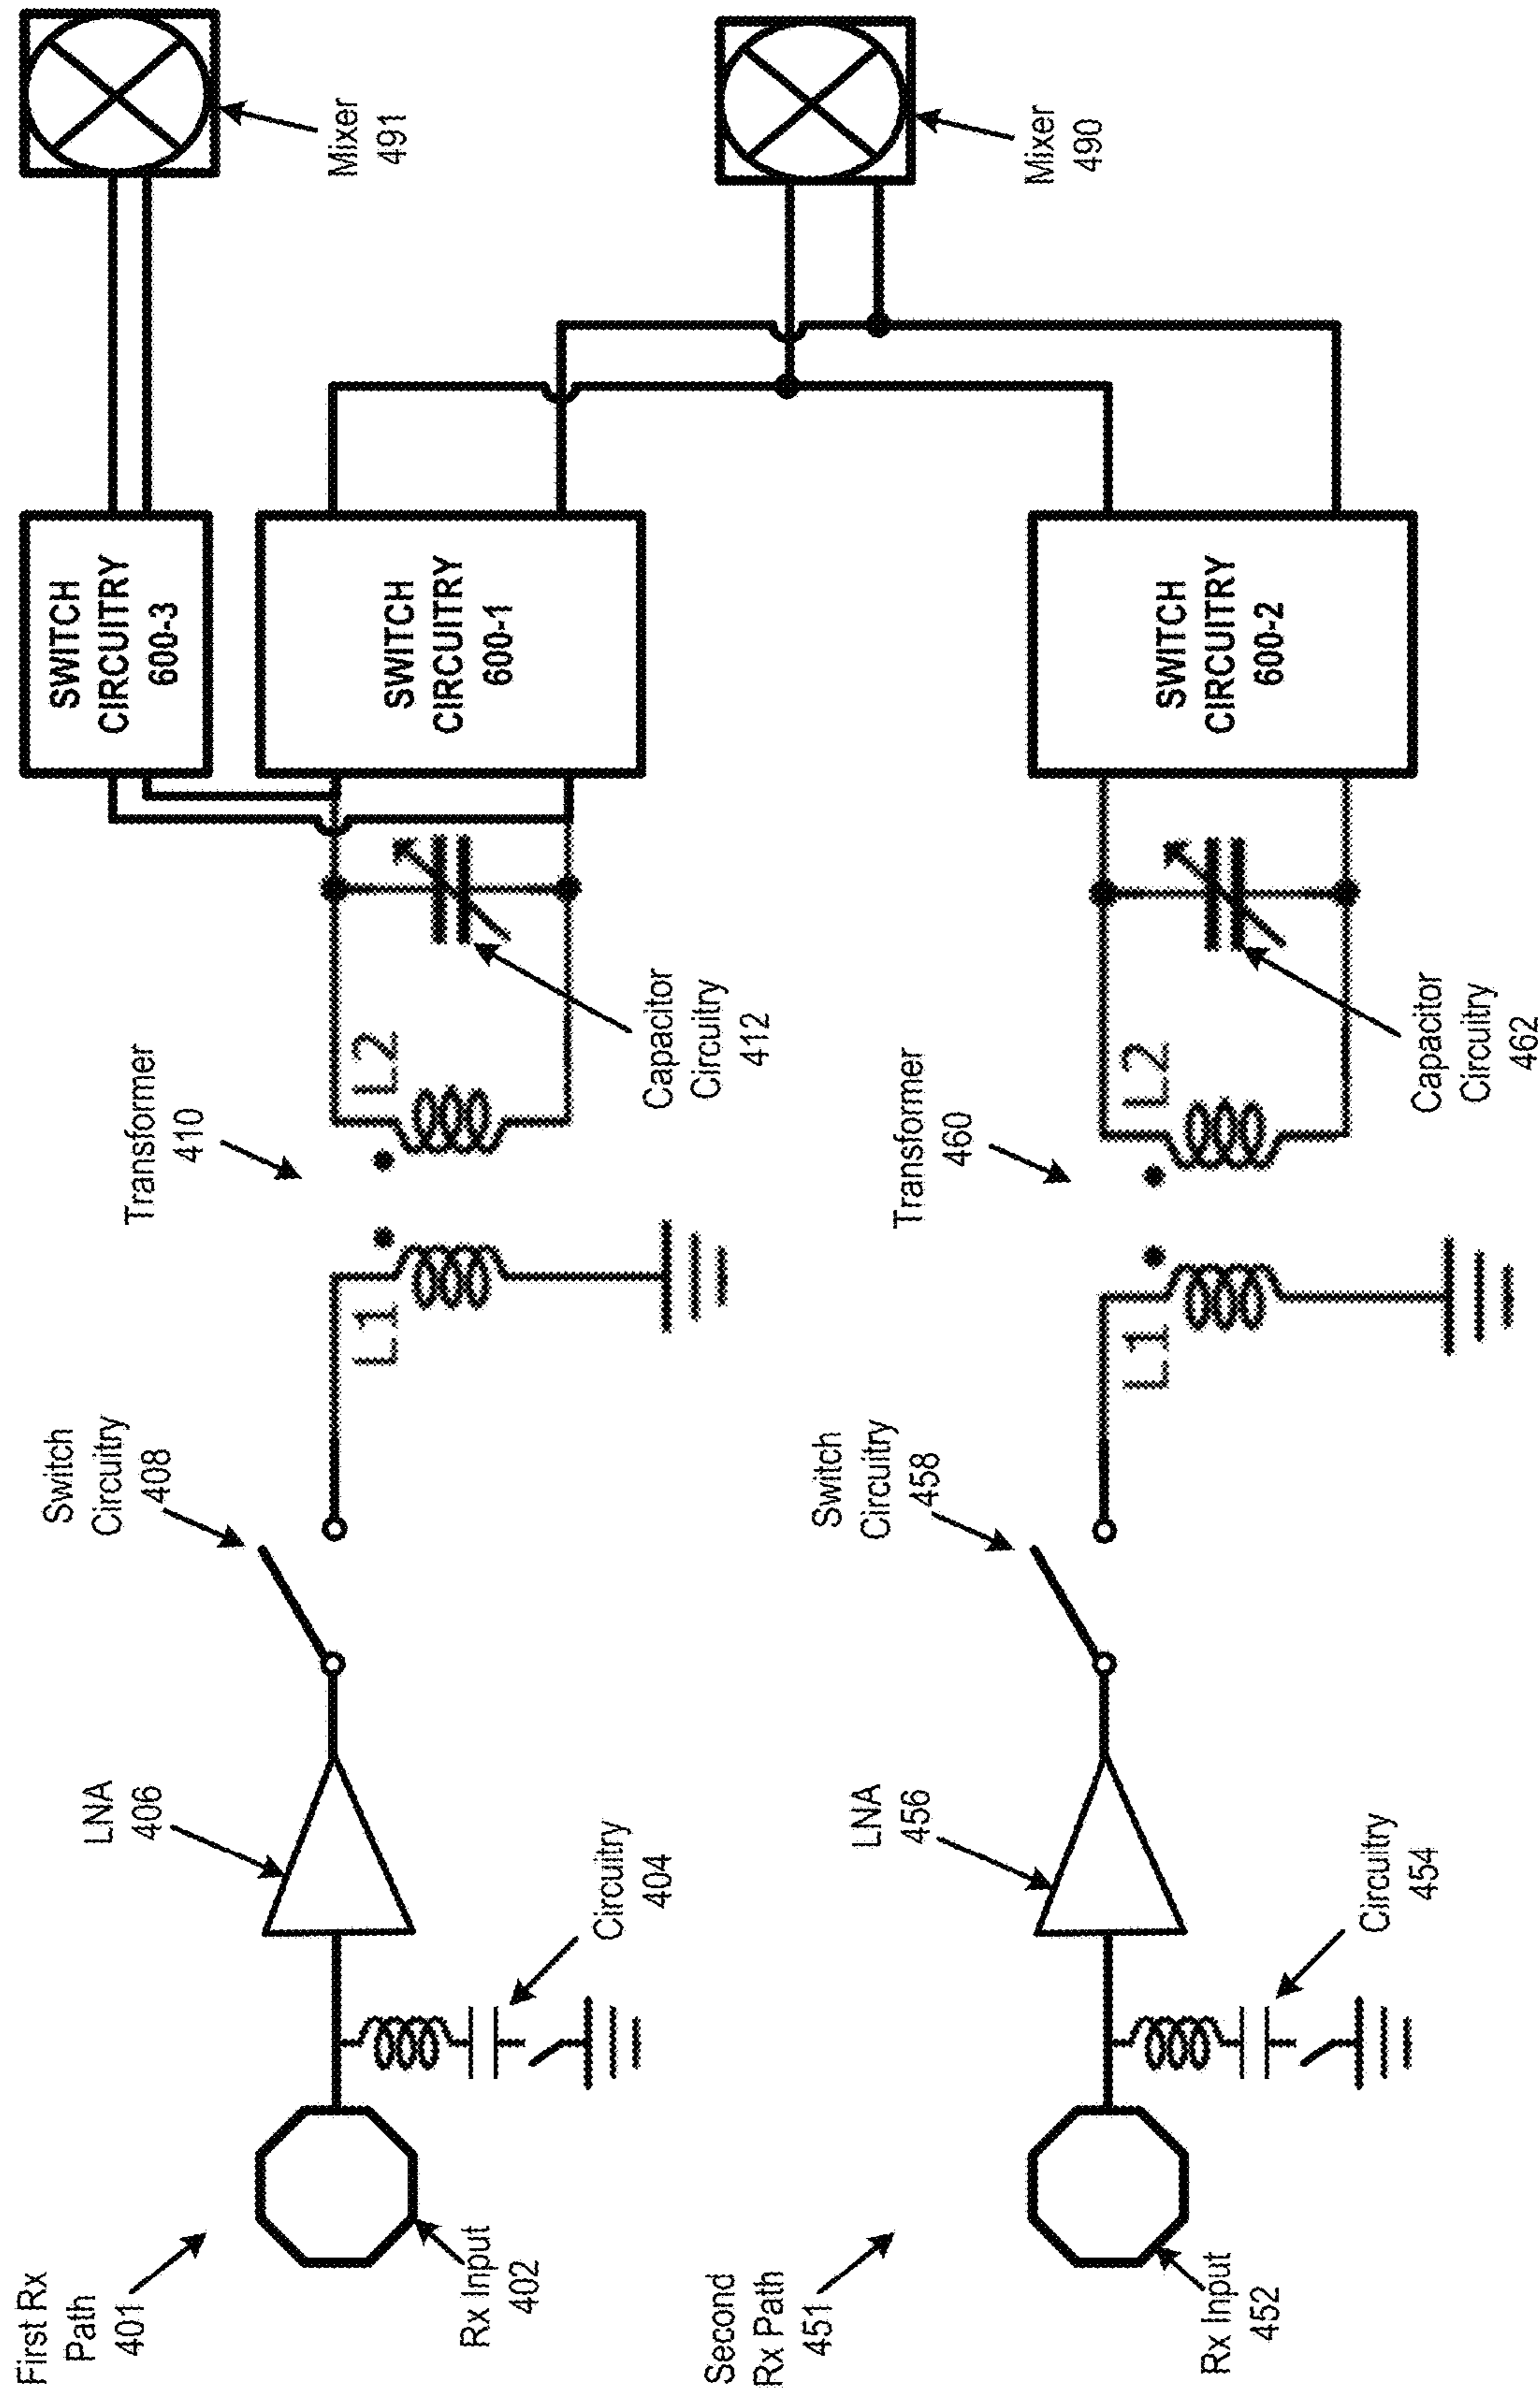 First Rx
Path
401
Rx Input
402
Circuitry
404
LNA
406
Switch
Circuitry
408
L1
Transformer
410
L2
Capacitor
Circuitry
412
SWITCH
CIRCUITRY
600-3
SWITCH
CIRCUITRY
600-1
Mixer
491
Mixer
490
Second
Rx Path
451
Rx Input
452
Circuitry
454
LNA
456
Switch
Circuitry
458
L1
Transformer
460
L2
Capacitor
Circuitry
462
SWITCH
CIRCUITRY
600-2